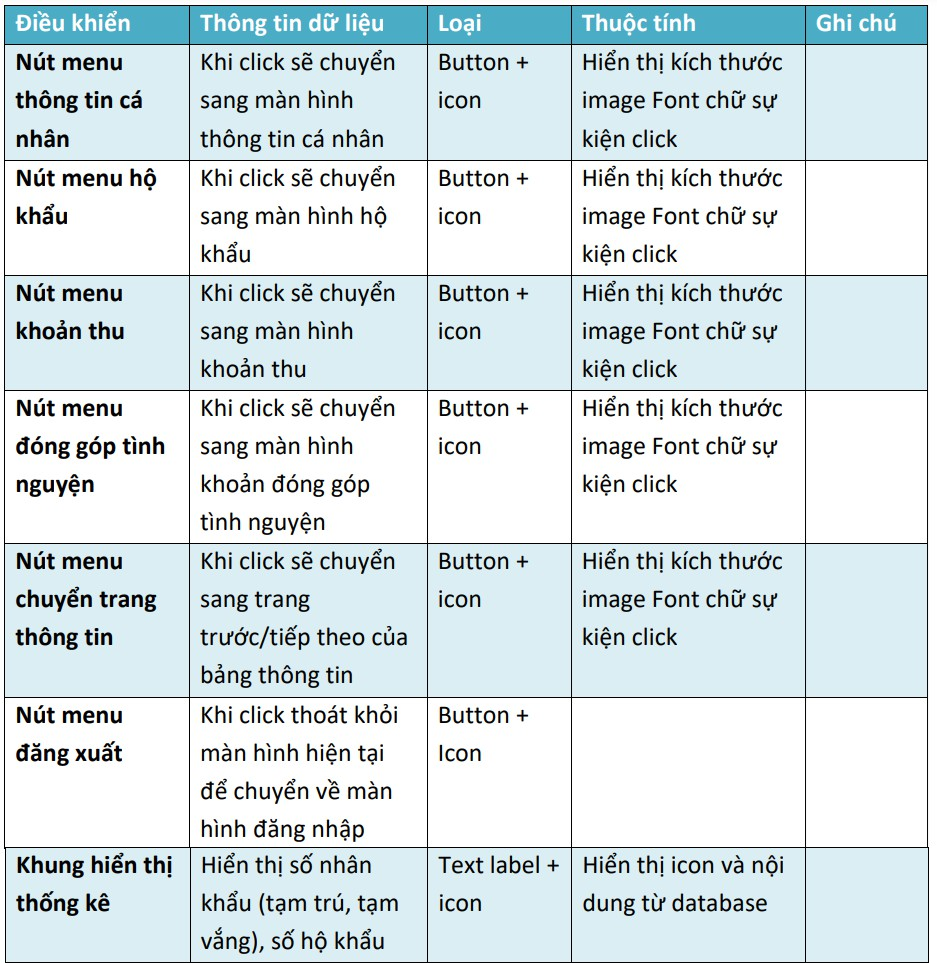 Điều khiển Thông tin dữ liệu Loại Thuộc tính Ghi chú
Nút menu
thông tin cá
nhân
Khi click sẽ chuyển
sang màn hình
thông tin cá nhân
Button +
icon
Hiển thị kích thước
image Font chữ sự
kiện click
Nút menu hộ
khẩu
Khi click sẽ chuyển
sang màn hình hộ
khẩu
Button +
icon
Hiển thị kích thước
image Font chữ sự
kiện click
Nút menu
khoản thu
Khi click sẽ chuyển
sang màn hình
khoản thu
Button +
icon
Hiển thị kích thước
image Font chữ sự
kiện click
Nút menu
đóng góp tình
nguyện
Khi click sẽ chuyển
sang màn hình
khoản đóng góp
tình nguyện
Button +
icon
Hiển thị kích thước
image Font chữ sự
kiện click
Nút menu
chuyển trang
thông tin
Khi click sẽ chuyển
sang trang
trước/tiếp theo của
bảng thông tin
Button +
icon
Hiển thị kích thước
image Font chữ sự
kiện click
Nút menu
đăng xuất
Khi click thoát khỏi
màn hình hiện tại
để chuyển về màn
hình đăng nhập
Button +
Icon
Khung hiển thị
thống kê
Hiển thị số nhân
khẩu (tạm trú, tạm
vắng), số hộ khẩu
Text label +
icon
Hiển thị icon và nội
dung từ database